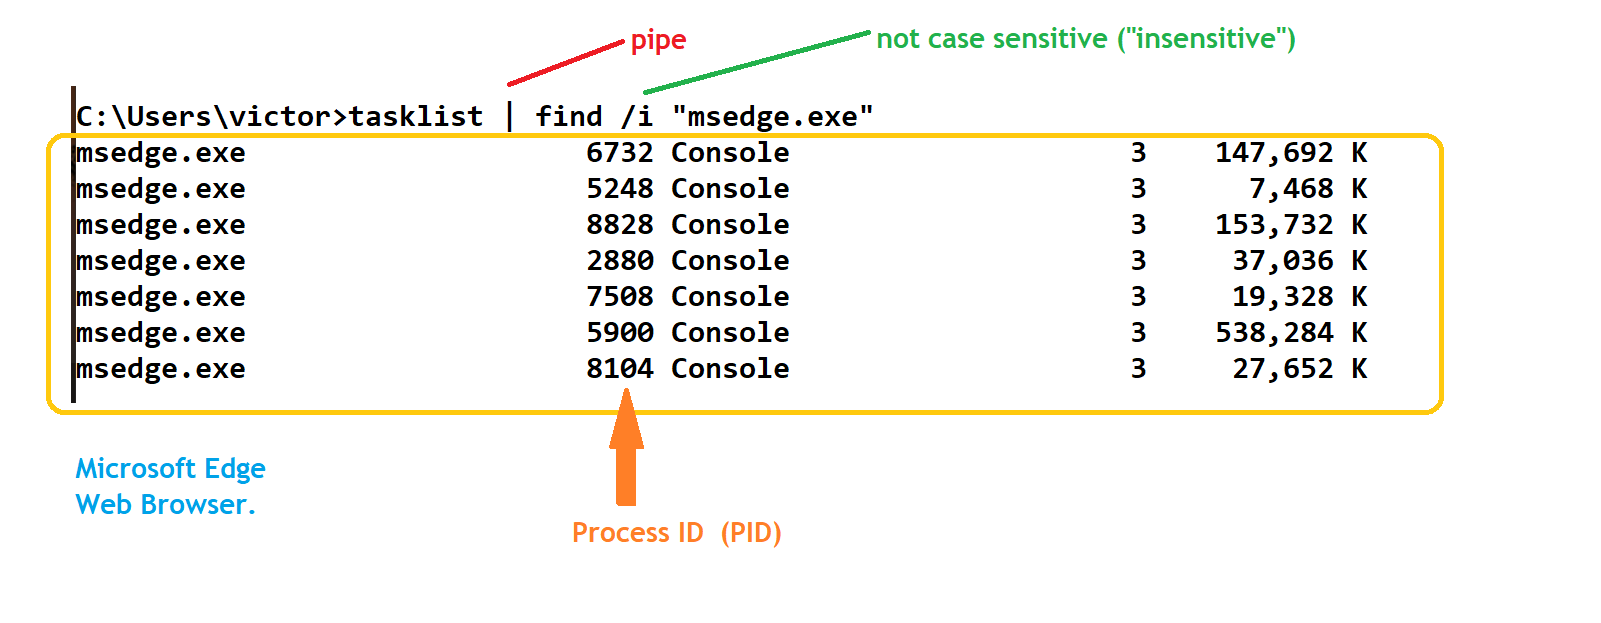 pipe
not case sensitive ("insensitive")
C:\Users\victor>tasklist | find /i "msedge.exe"
msedge.exe 6732 Console 3 147,692 K
msedge.exe 5248 Console 3 7,468 K
msedge.exe 8828 Console 3 153,732 K
msedge.exe 2880 Console 3 37,036 K
msedge.exe 7508 Console 3 19,328 K
msedge.exe 5900 Console 3 538,284 K
msedge.exe 8104 Console 3 27,652 K
Microsoft Edge
Web Browser.
Process ID (PID)